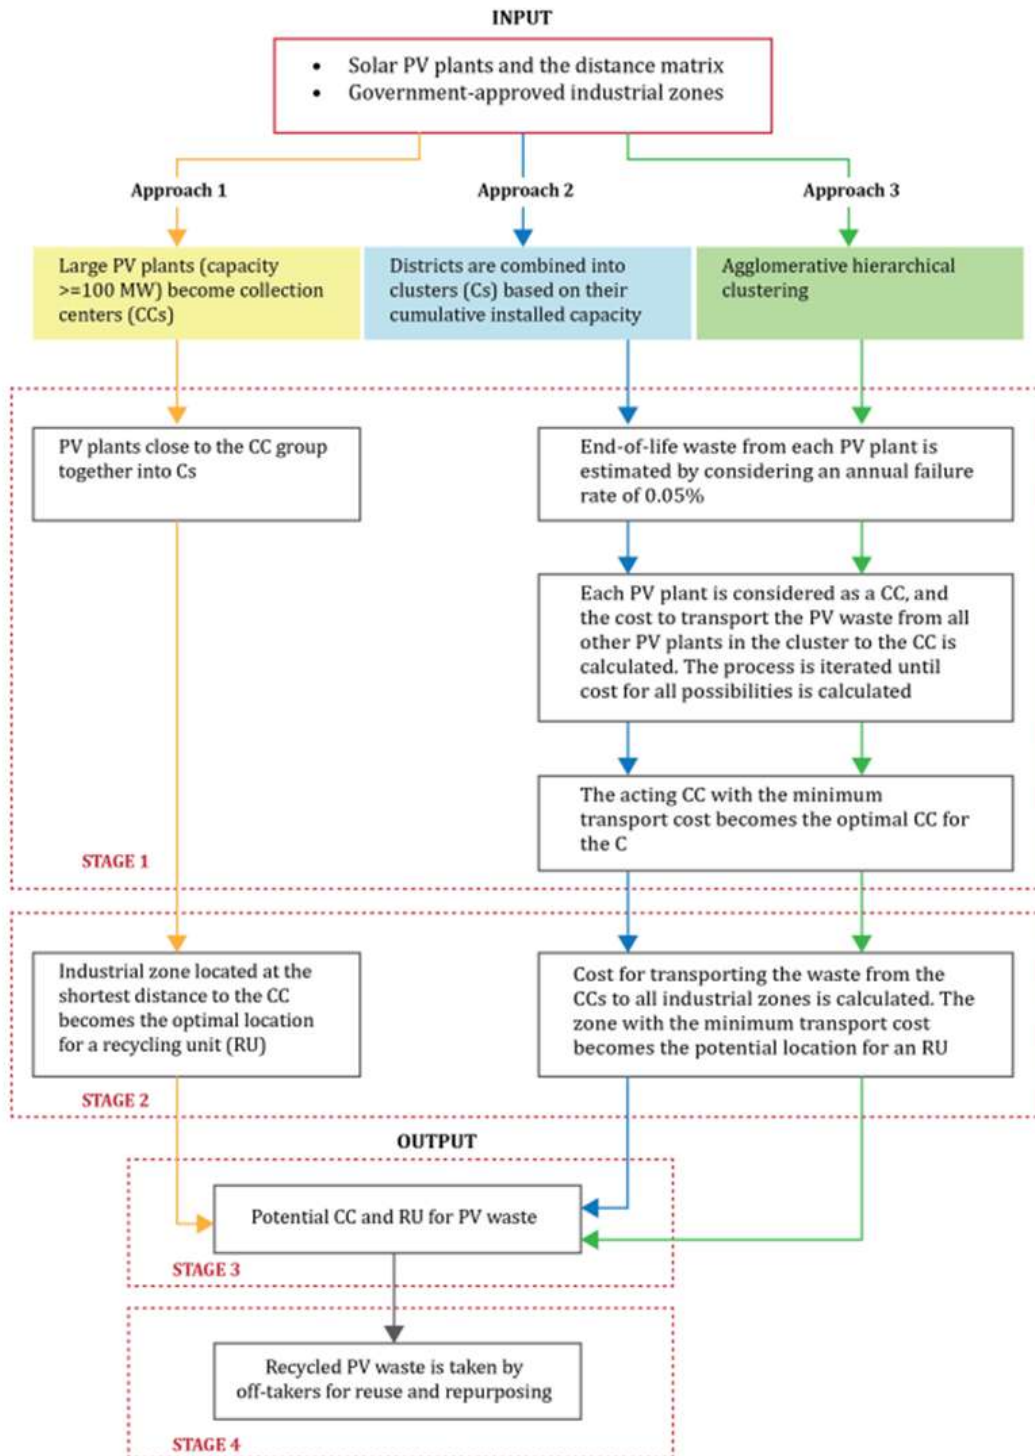 INPUT
• Solar PV plants and the distance matrix
• Government-approved industrial zones
Approach 1
Approach 2
Approach 3
Large PV plants (capacity
>=100 MW) become collection
centers (CCs)
Districts are combined into
clusters (Cs) based on their
cumulative installed capacity
Agglomerative hierarchical
clustering
PV plants close to the CC group
together into Cs
End-of-life waste from each PV plant is
estimated by considering an annual failure
rate of 0.05%
Each PV plant is considered as a CC, and
the cost to transport the PV waste from all
other PV plants in the cluster to the CC is
calculated. The process is iterated until
cost for all possibilities is calculated
The acting CC with the minimum
transport cost becomes the optimal CC for
the C
STAGE 1
Industrial zone located at the
shortest distance to the CC
becomes the optimal location
for a recycling unit (RU)
Cost for transporting the waste from the
CCs to all industrial zones is calculated. The
zone with the minimum transport cost
becomes the potential location for an RU
STAGE 2
OUTPUT
Potential CC and RU for PV waste
STAGE 3
Recycled PV waste is taken by
off-takers for reuse and repurposing
STAGE 4